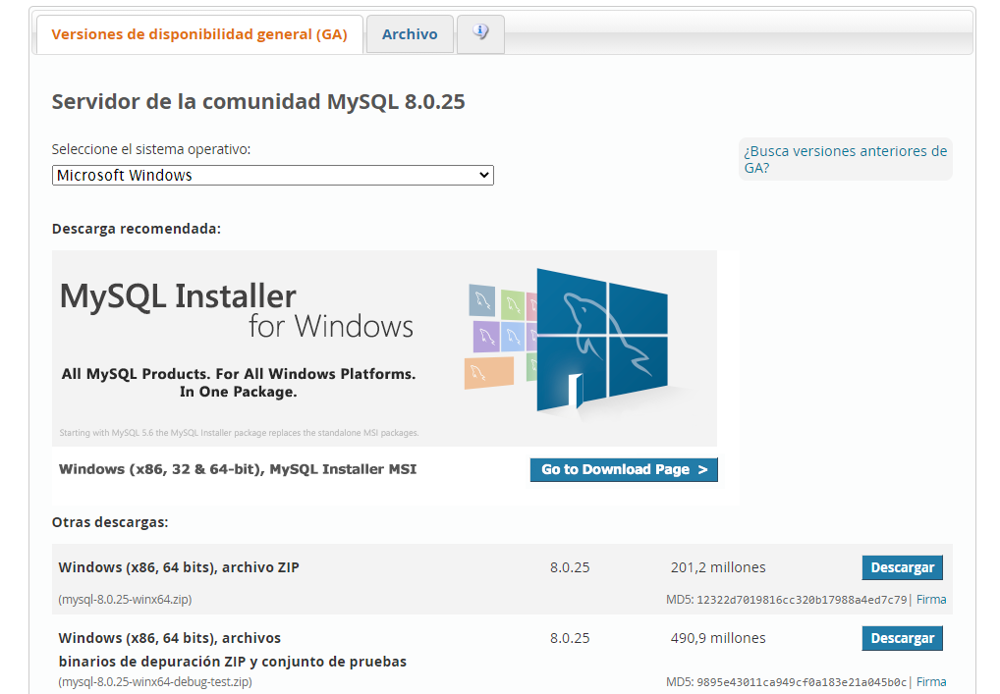 Versiones de disponibilidad general (GA)
Archivo
Servidor de la comunidad MySQL 8.0.25
Seleccione el sistema operativo:
Microsoft Windows
¿Busca versiones anteriores de
GA?
Descarga recomendada:
MySQL Installer
for Windows
All MySQL Products. For All Windows Platforms.
In One Package.
Starting with MySQL 5.6 the MySQL Installer package replaces the standalone MSI packages.
Windows (x86, 32 & 64-bit), MySQL Installer MSI
Go to Download Page >
Otras descargas:
Windows (x86, 64 bits), archivo ZIP 8.0.25 201,2 millones Descargar
(mysql-8.0.25-winx64.zip) MD5: 12322d7019816cc320b17988a4ed7c79 | Firma
Windows (x86, 64 bits), archivos 8.0.25 490,9 millones Descargar
binarios de depuración ZIP y conjunto de pruebas
(mysql-8.0.25-winx64-debug-test.zip) MD5: 9895e43011ca949cf0a183e21a045b0c | Firma